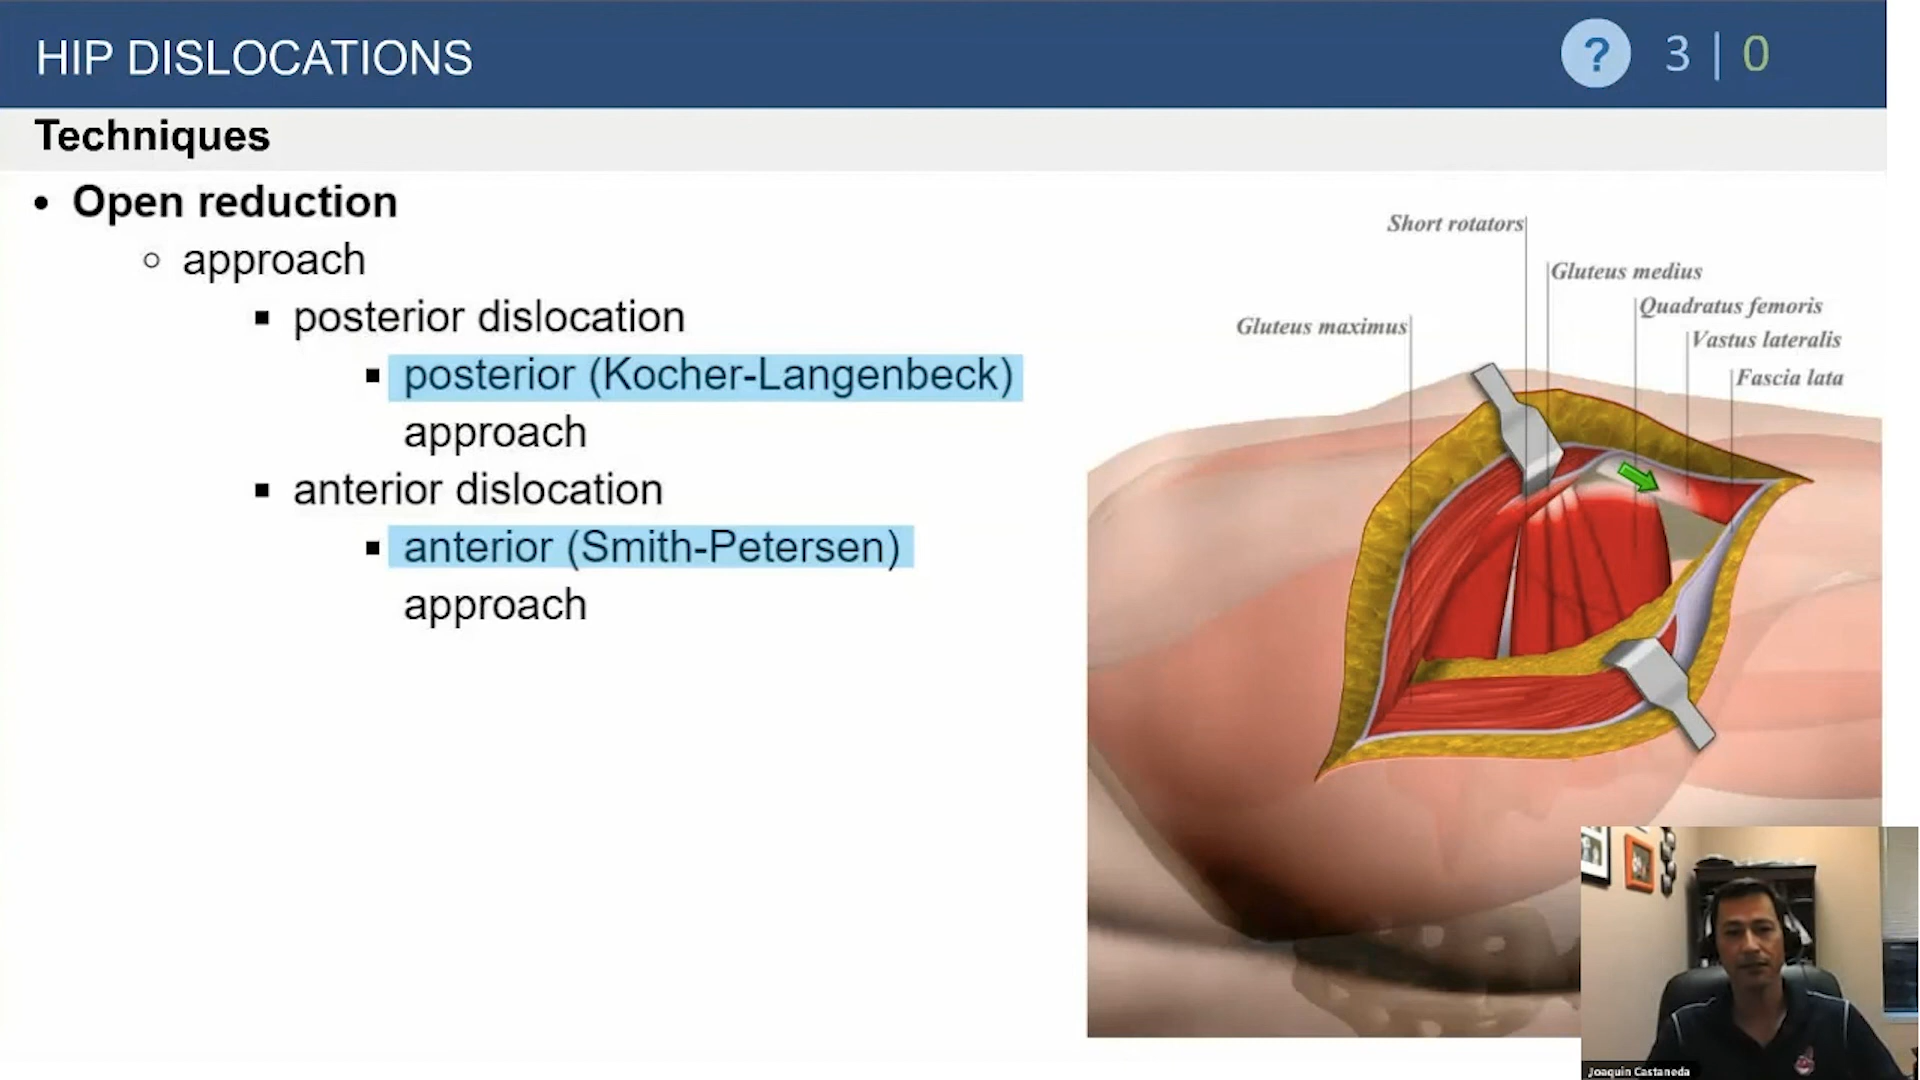 HIP DISLOCATIONS
? 3 | 0
Techniques
• Open reduction
○ approach
▪ posterior dislocation
▪ posterior (Kocher-Langenbeck)
approach
▪ anterior dislocation
▪ anterior (Smith-Petersen)
approach
Short rotators
Gluteus medius
Quadratus femoris
Gluteus maximus
Vastus lateralis
Fascia lata
Joaquin Castaneda